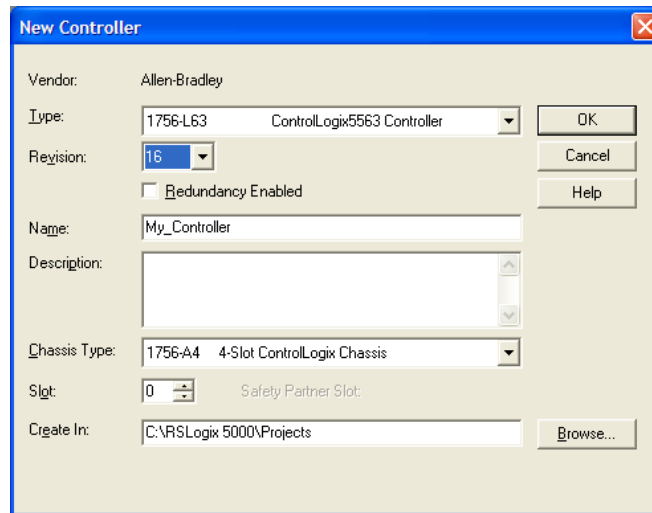 New Controller
Vendor: Allen-Bradley
Type: 1756-L63 ControlLogix5563 Controller OK
Revision: 16 Cancel
Redundancy Enabled Help
Name: My_Controller
Description:
Chassis Type: 1756-A4 4-Slot ControlLogix Chassis
Slot: 0 Safety Partner Slot:
Create In: C:\RSLogix 5000\Projects Browse...